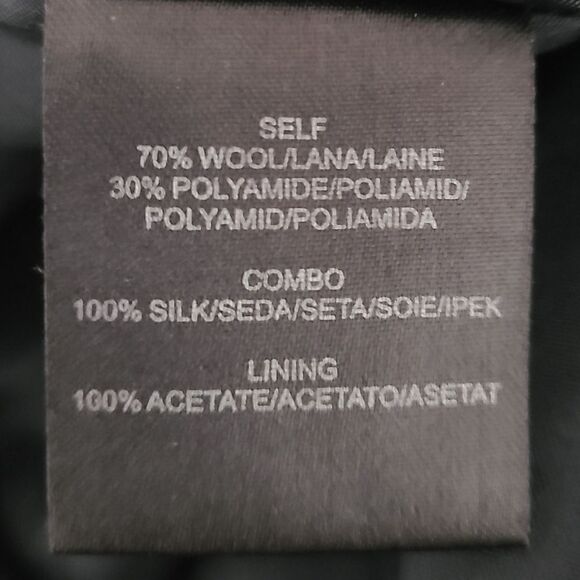 SELF
70% WOOL/LANA/LAINE
30% POLYAMIDE/POLIAMID/
POLYAMID/POLIAMIDA
COMBO
100% SILK/SEDA/SETA/SOIE/IPEK
LINING
100% ACETATE/ACETATO/ASETAT